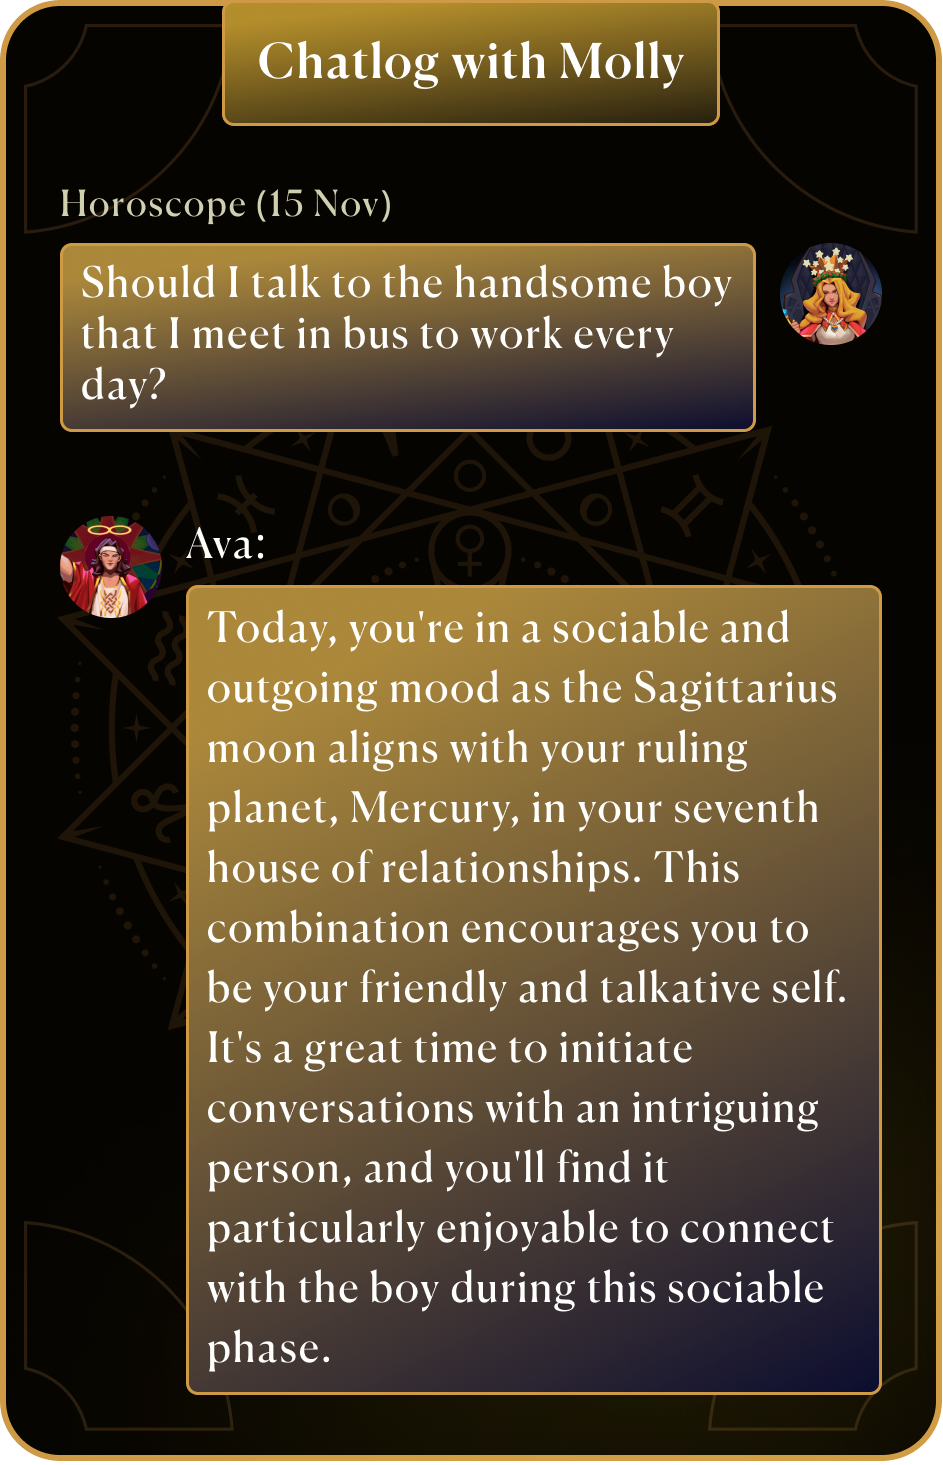 Chatlog with Molly
Horoscope (15 Nov)
Should I talk to the handsome boy
that I meet in bus to work every
day?
Ava:
Today, you're in a sociable and
outgoing mood as the Sagittarius
moon aligns with your ruling
planet, Mercury, in your seventh
house of relationships. This
combination encourages you to
be your friendly and talkative self.
It's a great time to initiate
conversations with an intriguing
person, and you'll find it
particularly enjoyable to connect
with the boy during this sociable
phase.